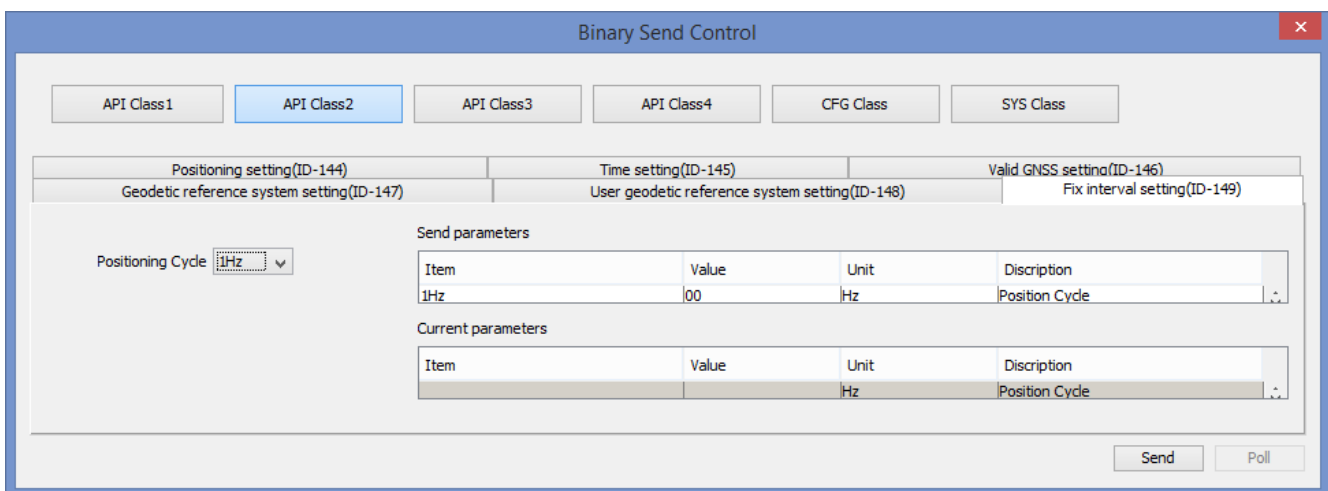 Binary Send Control
API Class1 API Class2 API Class3 API Class4 CFG Class SYS Class
Positioning setting(ID-144) Time setting(ID-145) Valid GNSS setting(ID-146)
Geodetic reference system setting(ID-147) User geodetic reference system setting(ID-148) Fix interval setting(ID-149)
Positioning Cycle 1Hz
Send parameters
Item Value Unit Discription
1Hz 00 Hz Position Cycle
Current parameters
Item Value Unit Discription
Hz Position Cycle
Send Poll